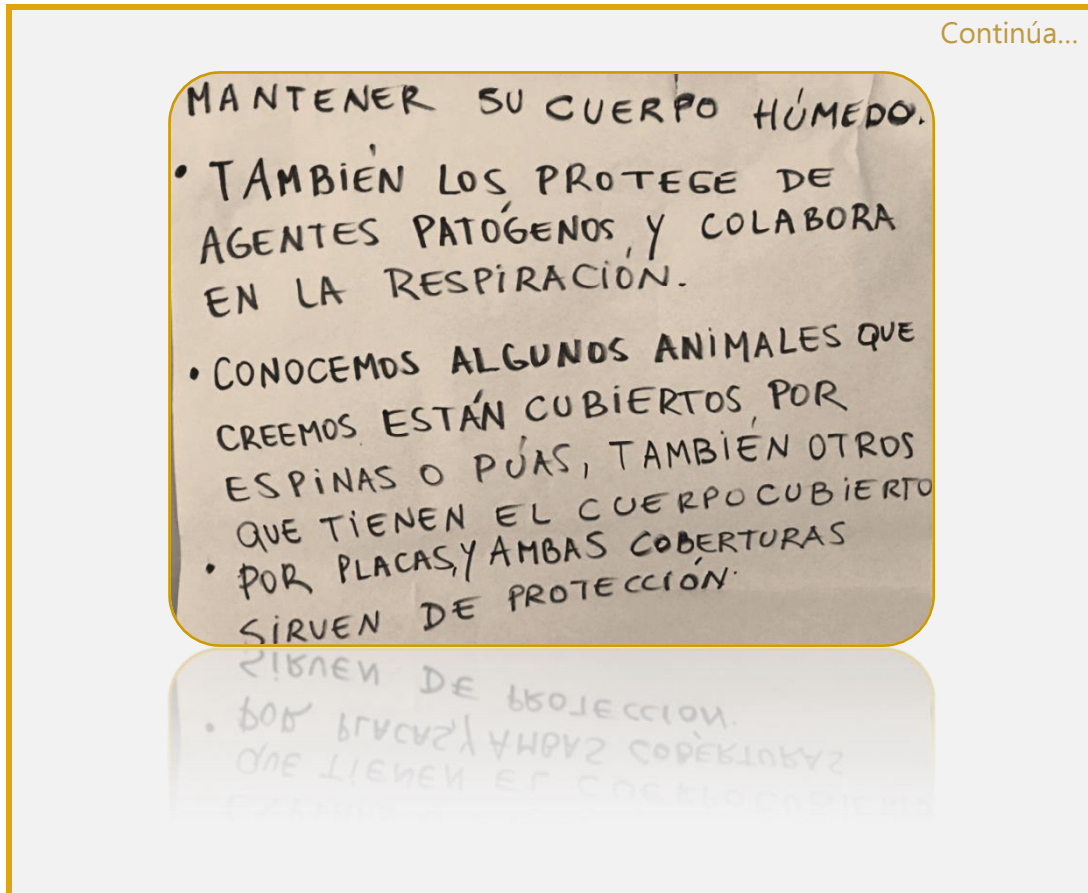 Continúa...
MANTENER SU CUERPO HÚMEDO.
• TAMBIÉN LOS PROTEGE DE
AGENTES PATÓGENOS, Y COLABORA
EN LA RESPIRACIÓN.
• CONOCEMOS ALGUNOS ANIMALES QUE
CREEMOS ESTÁN CUBIERTOS POR
ESPINAS O PÚAS, TAMBIÉN OTROS
QUE TIENEN EL CUERPO CUBIERTO
• POR PLACAS, Y AMBAS COBERTURAS
SIRVEN DE PROTECCIÓN.